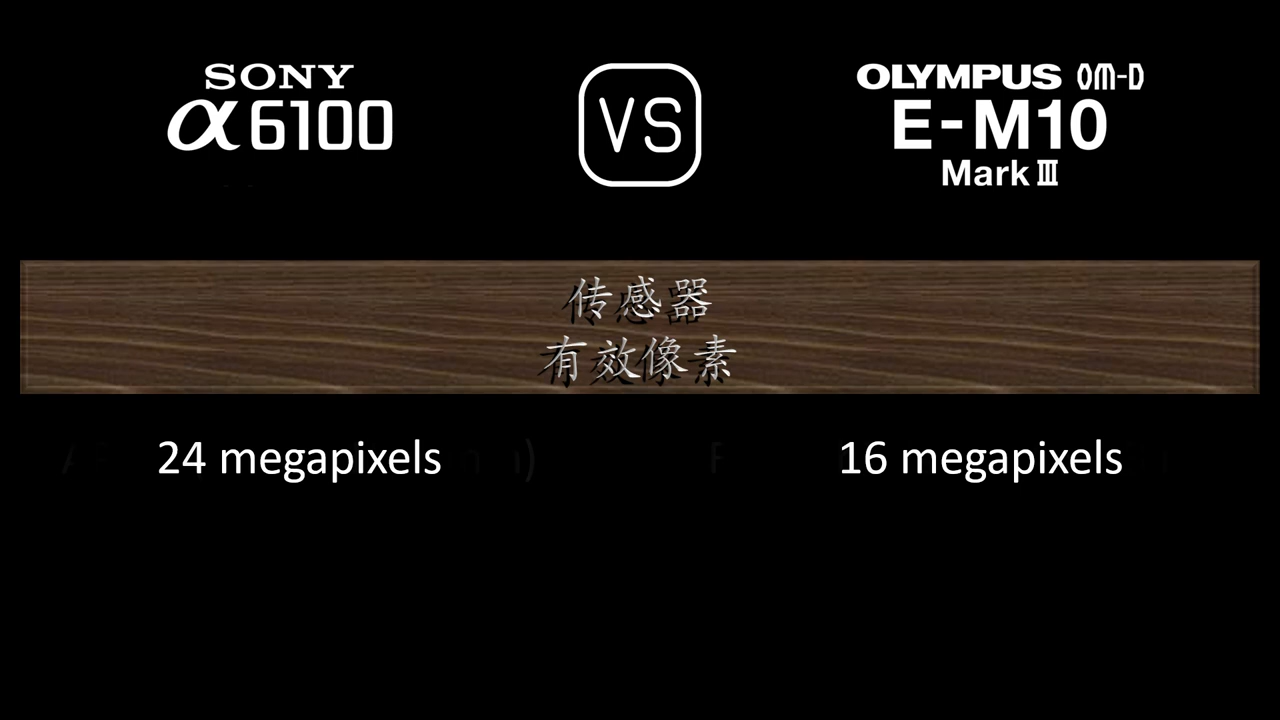 SONY
α6100
VS
OLYMPUS OM-D
E-M10
Mark III
传感器
有效像素
24 megapixels
16 megapixels